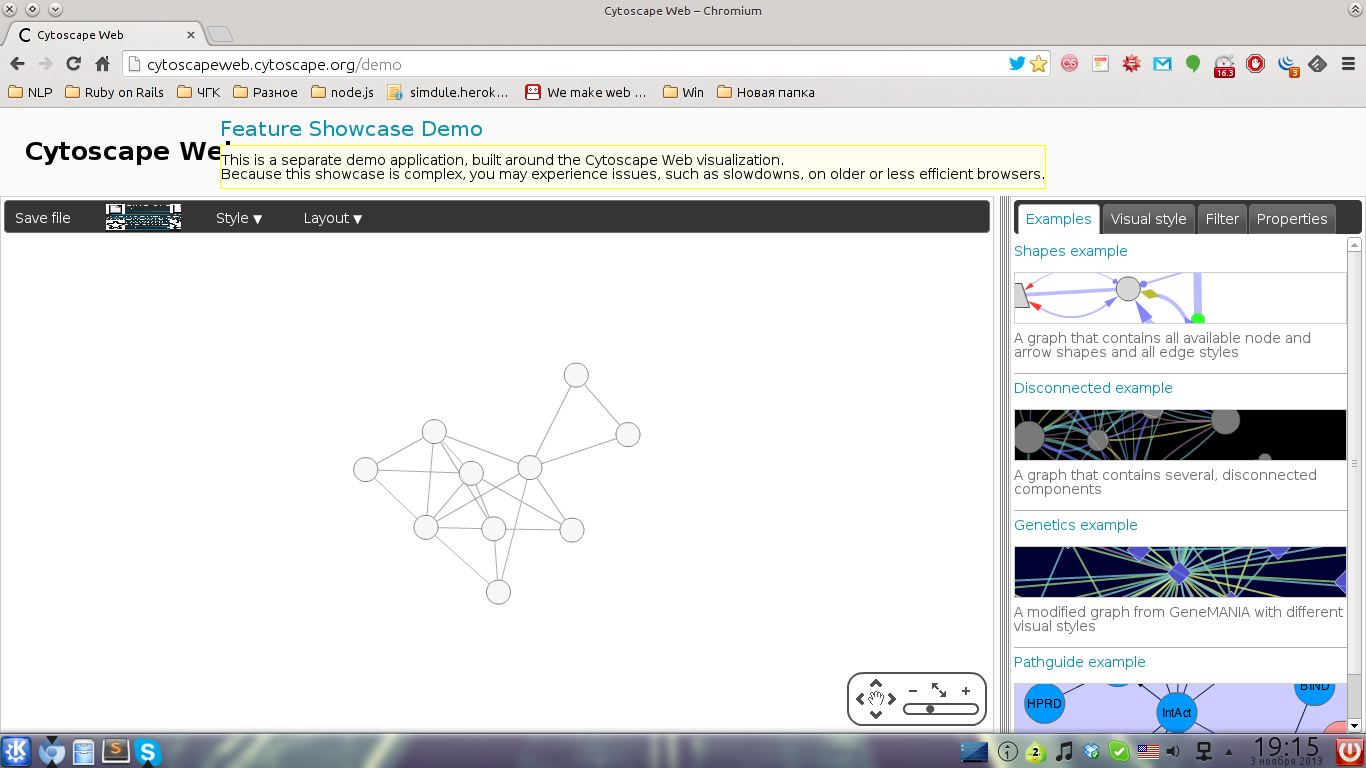 Cytoscape Web – Chromium
Cytoscape Web
cytoscapeweb.cytoscape.org/demo
16.3
3
NLP
Ruby on Rails
ЧГК
Разное
node.js
simdule.herok...
We make web ...
Win
Новая папка
Cytoscape We
Feature Showcase Demo
This is a separate demo application, built around the Cytoscape Web visualization.
Because this showcase is complex, you may experience issues, such as slowdowns, on older or less efficient browsers.
Save file
Style ▼
Layout ▼
Examples
Visual style
Filter
Properties
Shapes example
A graph that contains all available node and
arrow shapes and all edge styles
Disconnected example
A graph that contains several, disconnected
components
Genetics example
A modified graph from GeneMANIA with different
visual styles
Pathguide example
HPRD
IntAct
BIND
2
19:15
3 ноября 2013